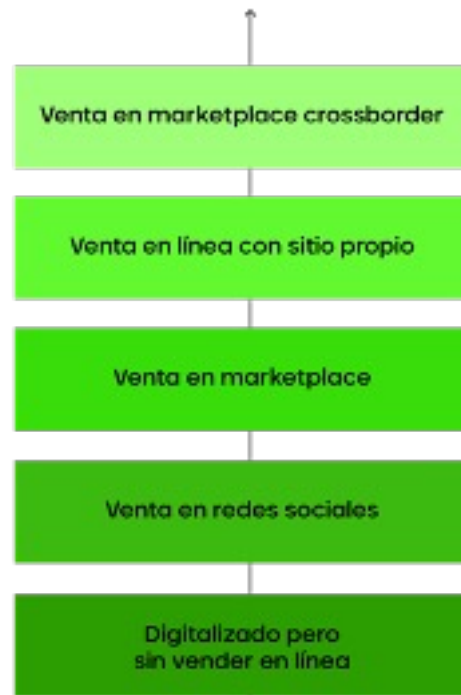 Venta en marketplace crossborder
Venta en línea con sitio propio
Venta en marketplace
Venta en redes sociales
Digitalizado pero
sin vender en línea